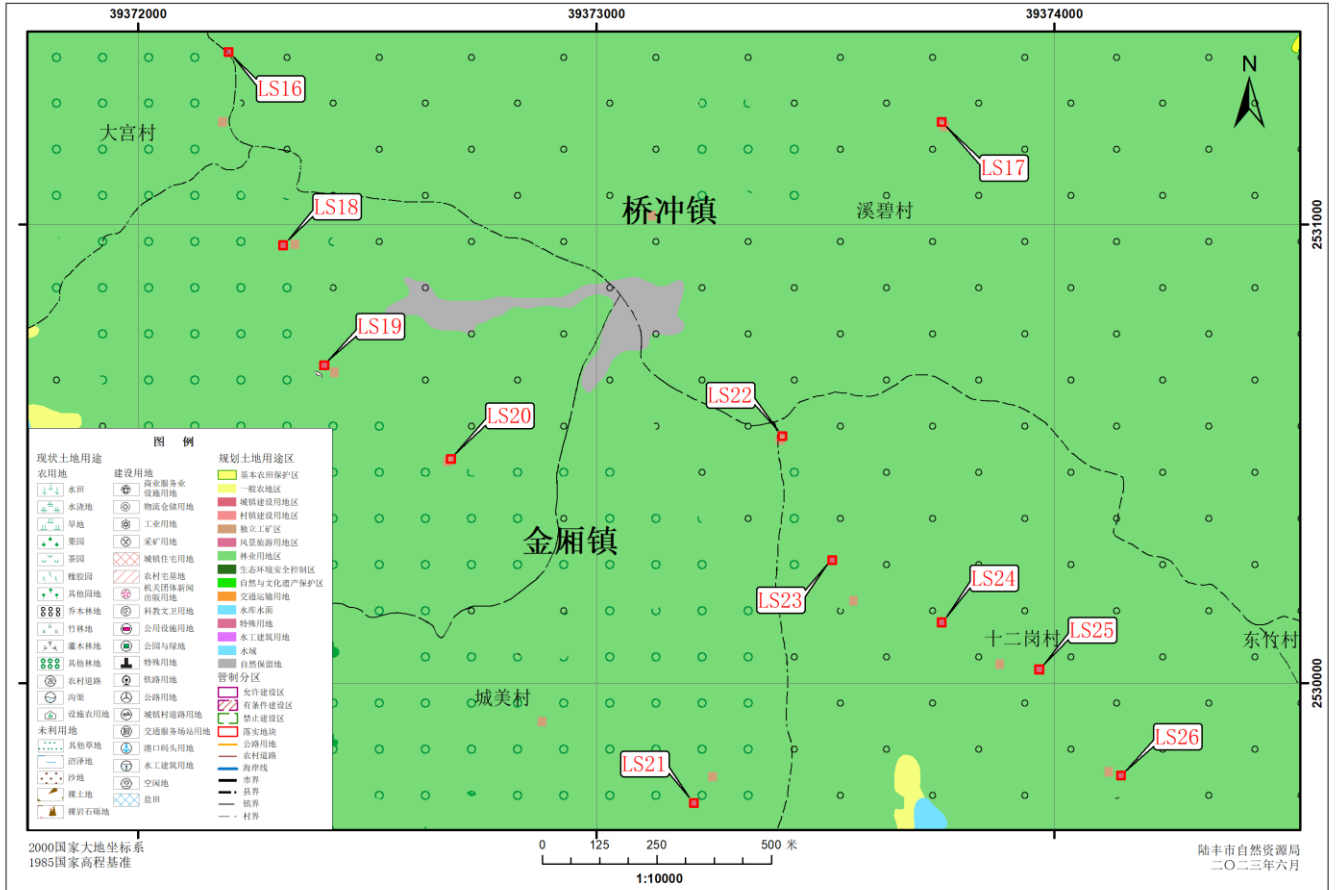 39372000
39373000
39374000
LS16
N
大宫村
LS17
LS18
桥冲镇
溪碧村
2531000
LS19
LS22
LS20
金厢镇
LS23
LS24
十二岗村
LS25
东竹村
2530000
城美村
LS21
LS26
图 例
现状土地用途
农用地
水田
水浇地
旱地
果园
茶园
橡胶园
其他园地
乔木林地
竹林地
灌木林地
其他林地
农村道路
沟渠
设施农用地
未利用地
其他草地
沼泽地
沙地
裸土地
裸岩石砾地
建设用地
商业服务业
设施用地
物流仓储用地
工业用地
采矿用地
城镇住宅用地
农村宅基地
机关团体新闻
出版用地
科教文卫用地
公用设施用地
公园与绿地
特殊用地
铁路用地
公路用地
城镇村道路用地
交通服务场站用地
港口码头用地
水工建筑用地
空闲地
盐田
规划土地用途区
基本农田保护区
一般农地区
城镇建设用地区
村镇建设用地区
独立工矿区
风景旅游用地区
林业用地区
生态环境安全控制区
自然与文化遗产保护区
交通运输用地
水库水面
特殊用地
水工建筑用地
水域
自然保留地
管制分区
允许建设区
有条件建设区
禁止建设区
落实地块
公路用地
农村道路
海岸线
市界
县界
镇界
村界
2000国家大地坐标系
1985国家高程基准
0 125 250 500 米
1:10000
陆丰市自然资源局
二〇二三年六月